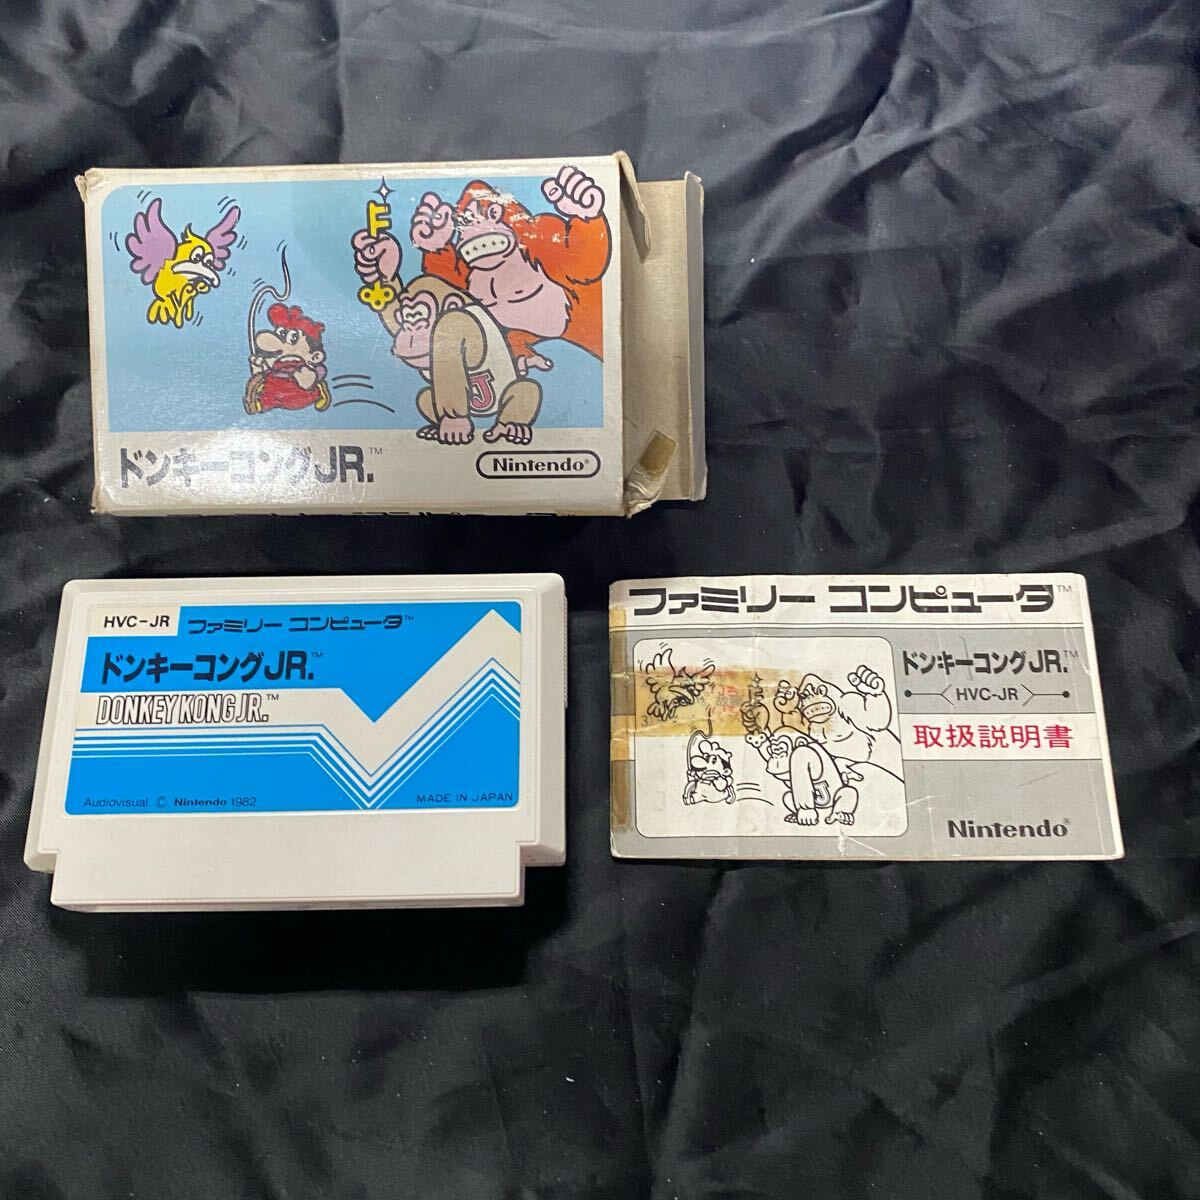 ドンキーコングJR.™
Nintendo®
J
HVC-JR
ファミリー コンピュータ™
ドンキーコングJR.™
DONKEY KONG JR.™
Audiovisual © Nintendo 1982
MADE IN JAPAN
ファミリー コンピュータ™
ドンキーコングJR.™
HVC-JR
取扱説明書
J
Nintendo®